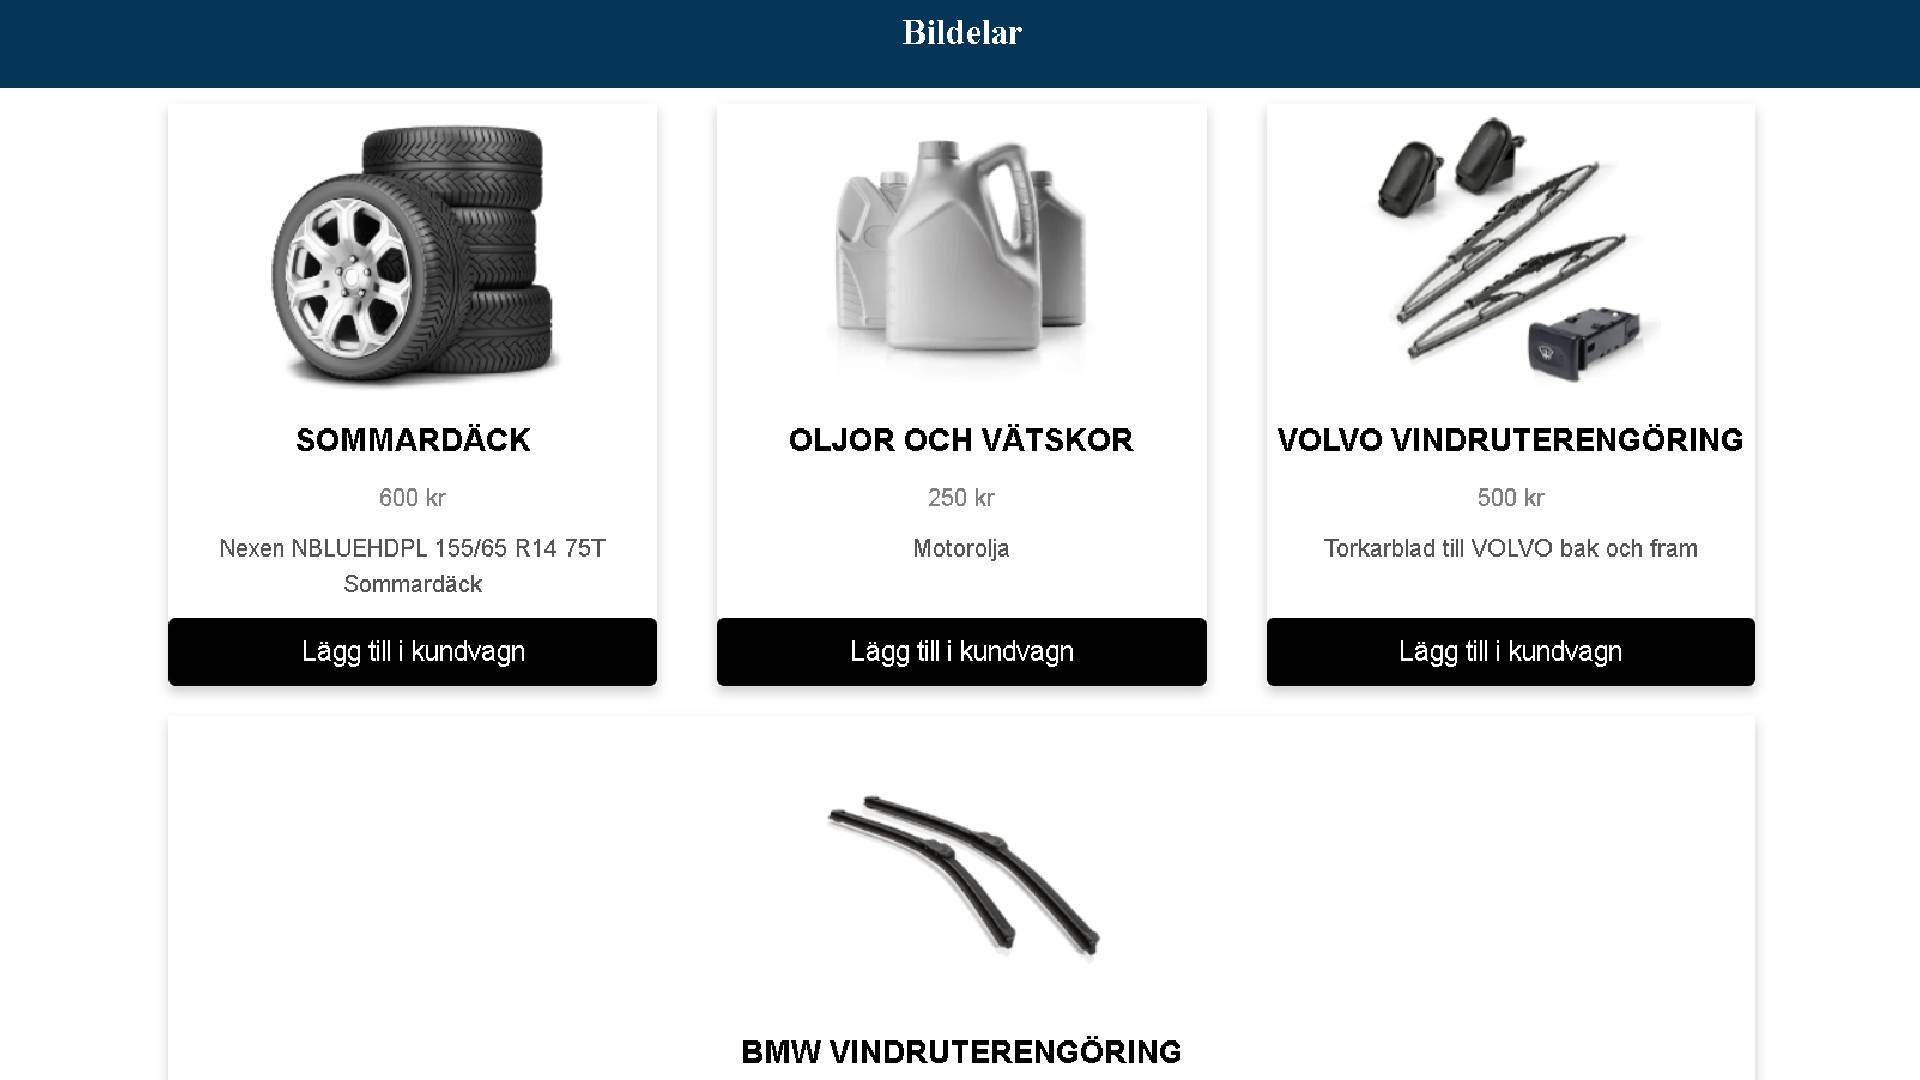 Bildelar
SOMMARDÄCK
600 kr
Nexen NBLUEHDPL 155/65 R14 75T
Sommardäck
Lägg till i kundvagn
OLJOR OCH VÄTSKOR
250 kr
Motorolja
Lägg till i kundvagn
VOLVO VINDRUTERENGÖRING
500 kr
Torkarblad till VOLVO bak och fram
Lägg till i kundvagn
BMW VINDRUTERENGÖRING